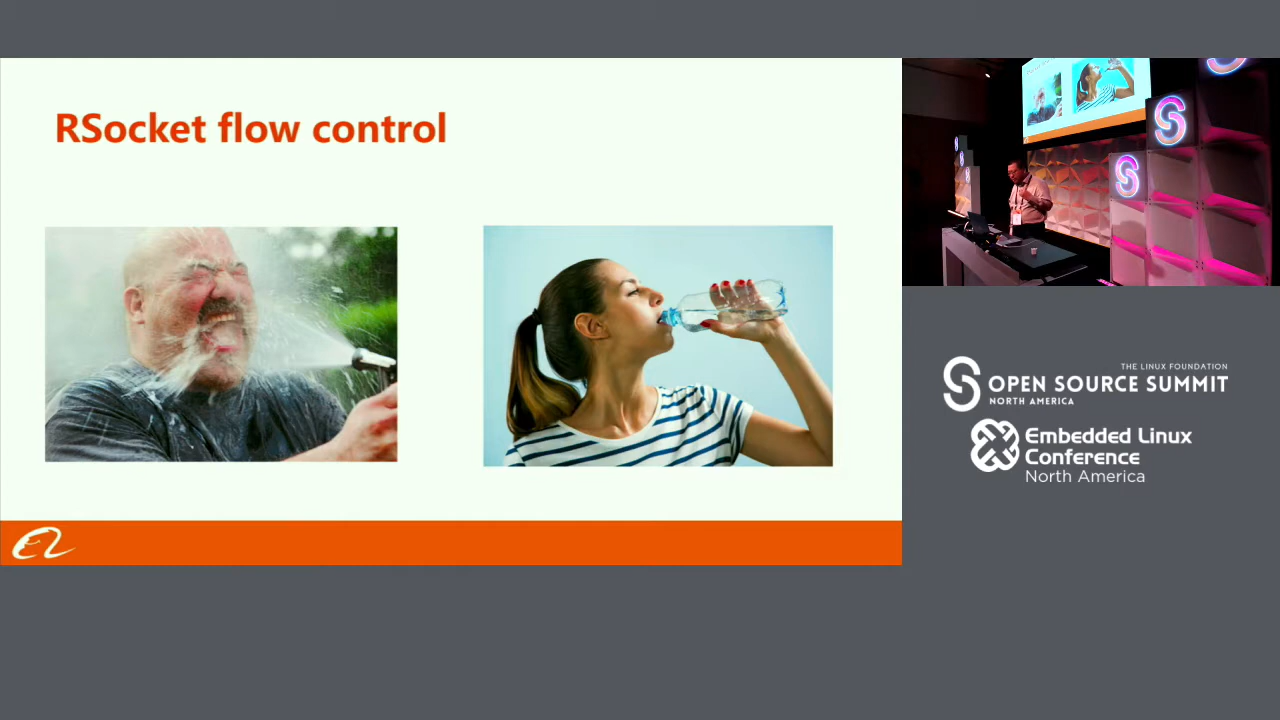 RSocket flow control
THE LINUX FOUNDATION
OPEN SOURCE SUMMIT
NORTH AMERICA
Embedded Linux
Conference
North America